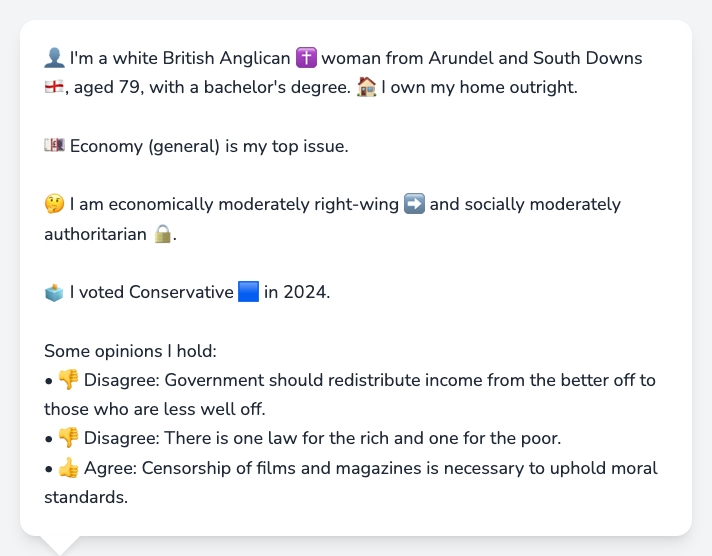 👤 I'm a white British Anglican ✝️ woman from Arundel and South Downs
🏴󠁧󠁢󠁥󠁮󠁧󠁿, aged 79, with a bachelor's degree. 🏠 I own my home outright.
💷 Economy (general) is my top issue.
🤔 I am economically moderately right-wing ➡️ and socially moderately
authoritarian 🔒.
🗳️ I voted Conservative 🟦 in 2024.
Some opinions I hold:
• 👎 Disagree: Government should redistribute income from the better off to
those who are less well off.
• 👎 Disagree: There is one law for the rich and one for the poor.
• 👍 Agree: Censorship of films and magazines is necessary to uphold moral
standards.